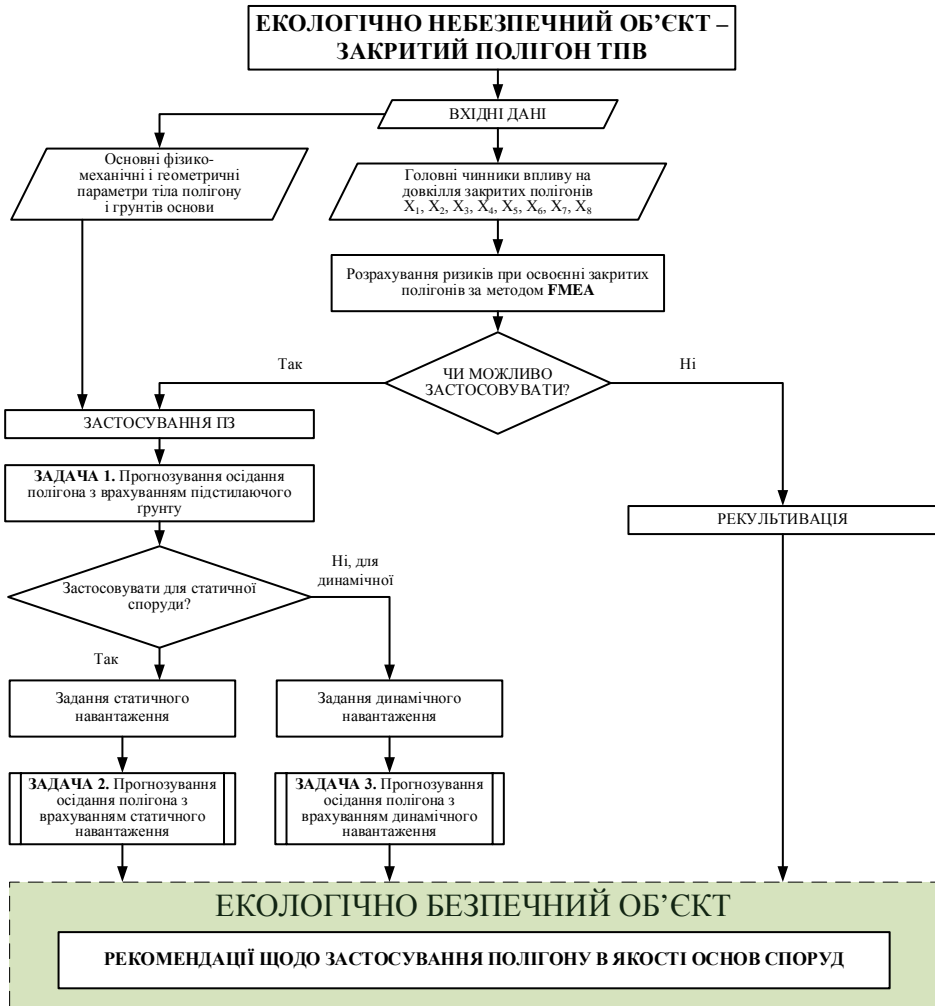 ЕКОЛОГІЧНО НЕБЕЗПЕЧНИЙ ОБ’ЄКТ –
ЗАКРИТИЙ ПОЛІГОН ТПВ
ВХІДНІ ДАНІ
Основні фізико-
механічні і геометричні
параметри тіла полігону
і грунтів основи
Головні чинники впливу на
довкілля закритих полігонів
X₁, X₂, X₃, X₄, X₅, X₆, X₇, X₈
Розрахування ризиків при освоєнні закритих
полігонів за методом FMEA
Так
ЧИ МОЖЛИВО
ЗАСТОСОВУВАТИ?
Ні
ЗАСТОСУВАННЯ ПЗ
ЗАДАЧА 1. Прогнозування осідання
полігона з врахуванням підстилаючого
ґрунту
РЕКУЛЬТИВАЦІЯ
Застосовувати для статичної
споруди?
Ні, для
динамічної
Так
Задання статичного
навантаження
Задання динамічного
навантаження
ЗАДАЧА 2. Прогнозування
осідання полігона з
врахуванням статичного
навантаження
ЗАДАЧА 3. Прогнозування
осідання полігона з
врахуванням динамічного
навантаження
ЕКОЛОГІЧНО БЕЗПЕЧНИЙ ОБ’ЄКТ
РЕКОМЕНДАЦІЇ ЩОДО ЗАСТОСУВАННЯ ПОЛІГОНУ В ЯКОСТІ ОСНОВ СПОРУД